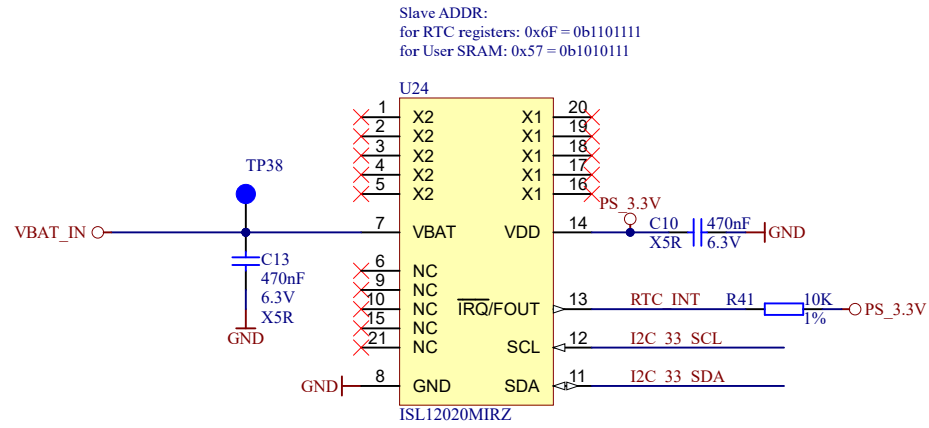 Slave ADDR:
for RTC registers: 0x6F = 0b1101111
for User SRAM: 0x57 = 0b1010111
U24
1 X2 X1 20
2 X2 X1 19
3 X2 X1 18
4 X2 X1 17
5 X2 X1 16
TP38
PS_3.3V
VBAT_IN 7 VBAT VDD 14 C10 470nF GND
X5R 6.3V
C13
470nF
6.3V
X5R
GND
6 NC
9 NC
10 NC IRQ/FOUT 13 RTC_INT R41 10K PS_3.3V
1%
15 NC
21 NC SCL 12 I2C_33_SCL
GND 8 GND SDA 11 I2C_33_SDA
ISL12020MIRZ